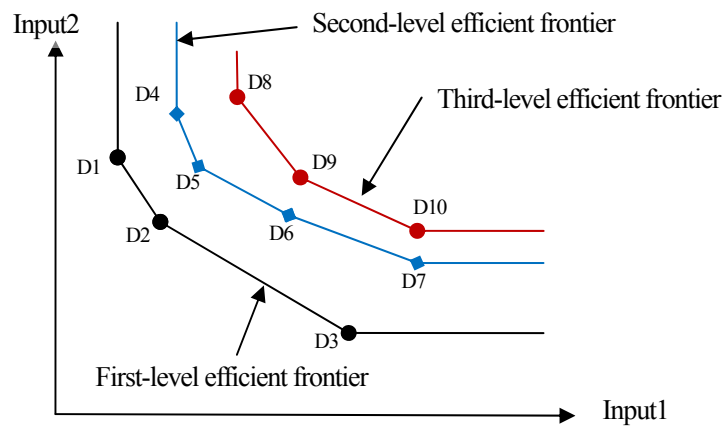 Input2
Second-level efficient frontier
D8
Third-level efficient frontier
D4
D1
D5
D9
D2
D6
D10
D7
D3
First-level efficient frontier
Input1